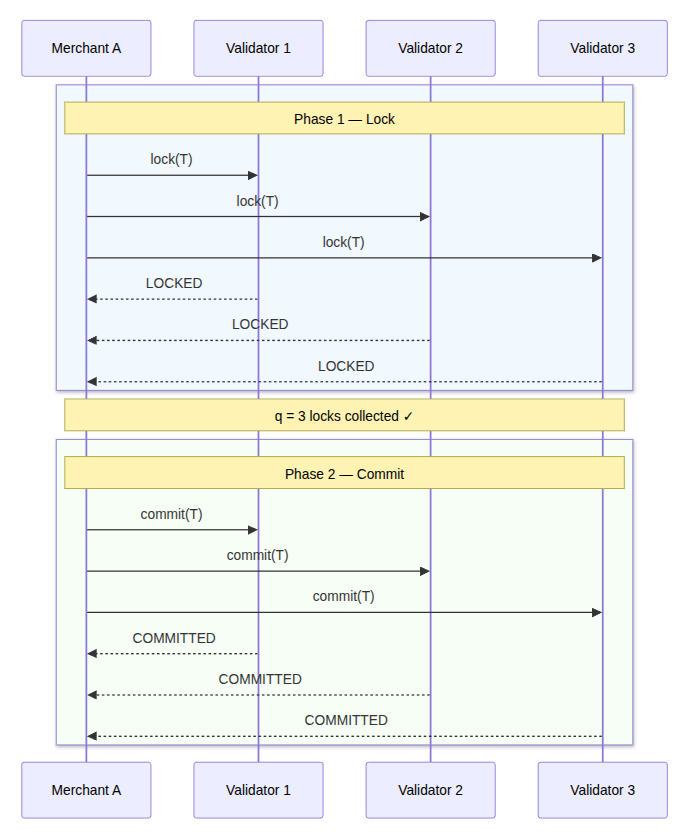 Merchant A
Validator 1
Validator 2
Validator 3
Phase 1 — Lock
lock(T)
lock(T)
lock(T)
LOCKED
LOCKED
LOCKED
q = 3 locks collected ✓
Phase 2 — Commit
commit(T)
commit(T)
commit(T)
COMMITTED
COMMITTED
COMMITTED
Merchant A
Validator 1
Validator 2
Validator 3